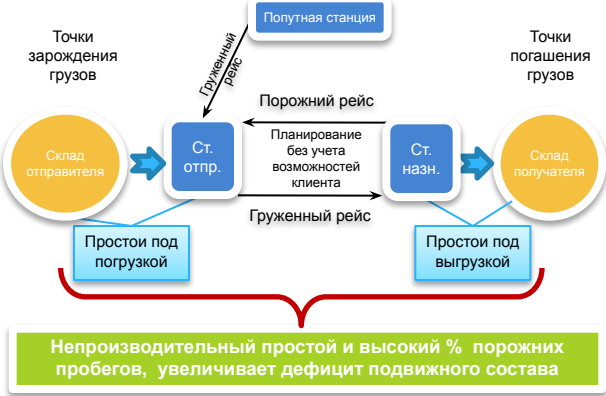 Попутная станция
Точки
зарождения
грузов
Точки
погашения
грузов
Груженный
рейс
Порожний рейс
Склад
отправителя
Ст.
отпр.
Планирование
без учета
возможностей
клиента
Ст.
назн.
Склад
получателя
Груженный рейс
Простои под
погрузкой
Простои под
выгрузкой
Непроизводительный простой и высокий % порожних
пробегов, увеличивает дефицит подвижного состава